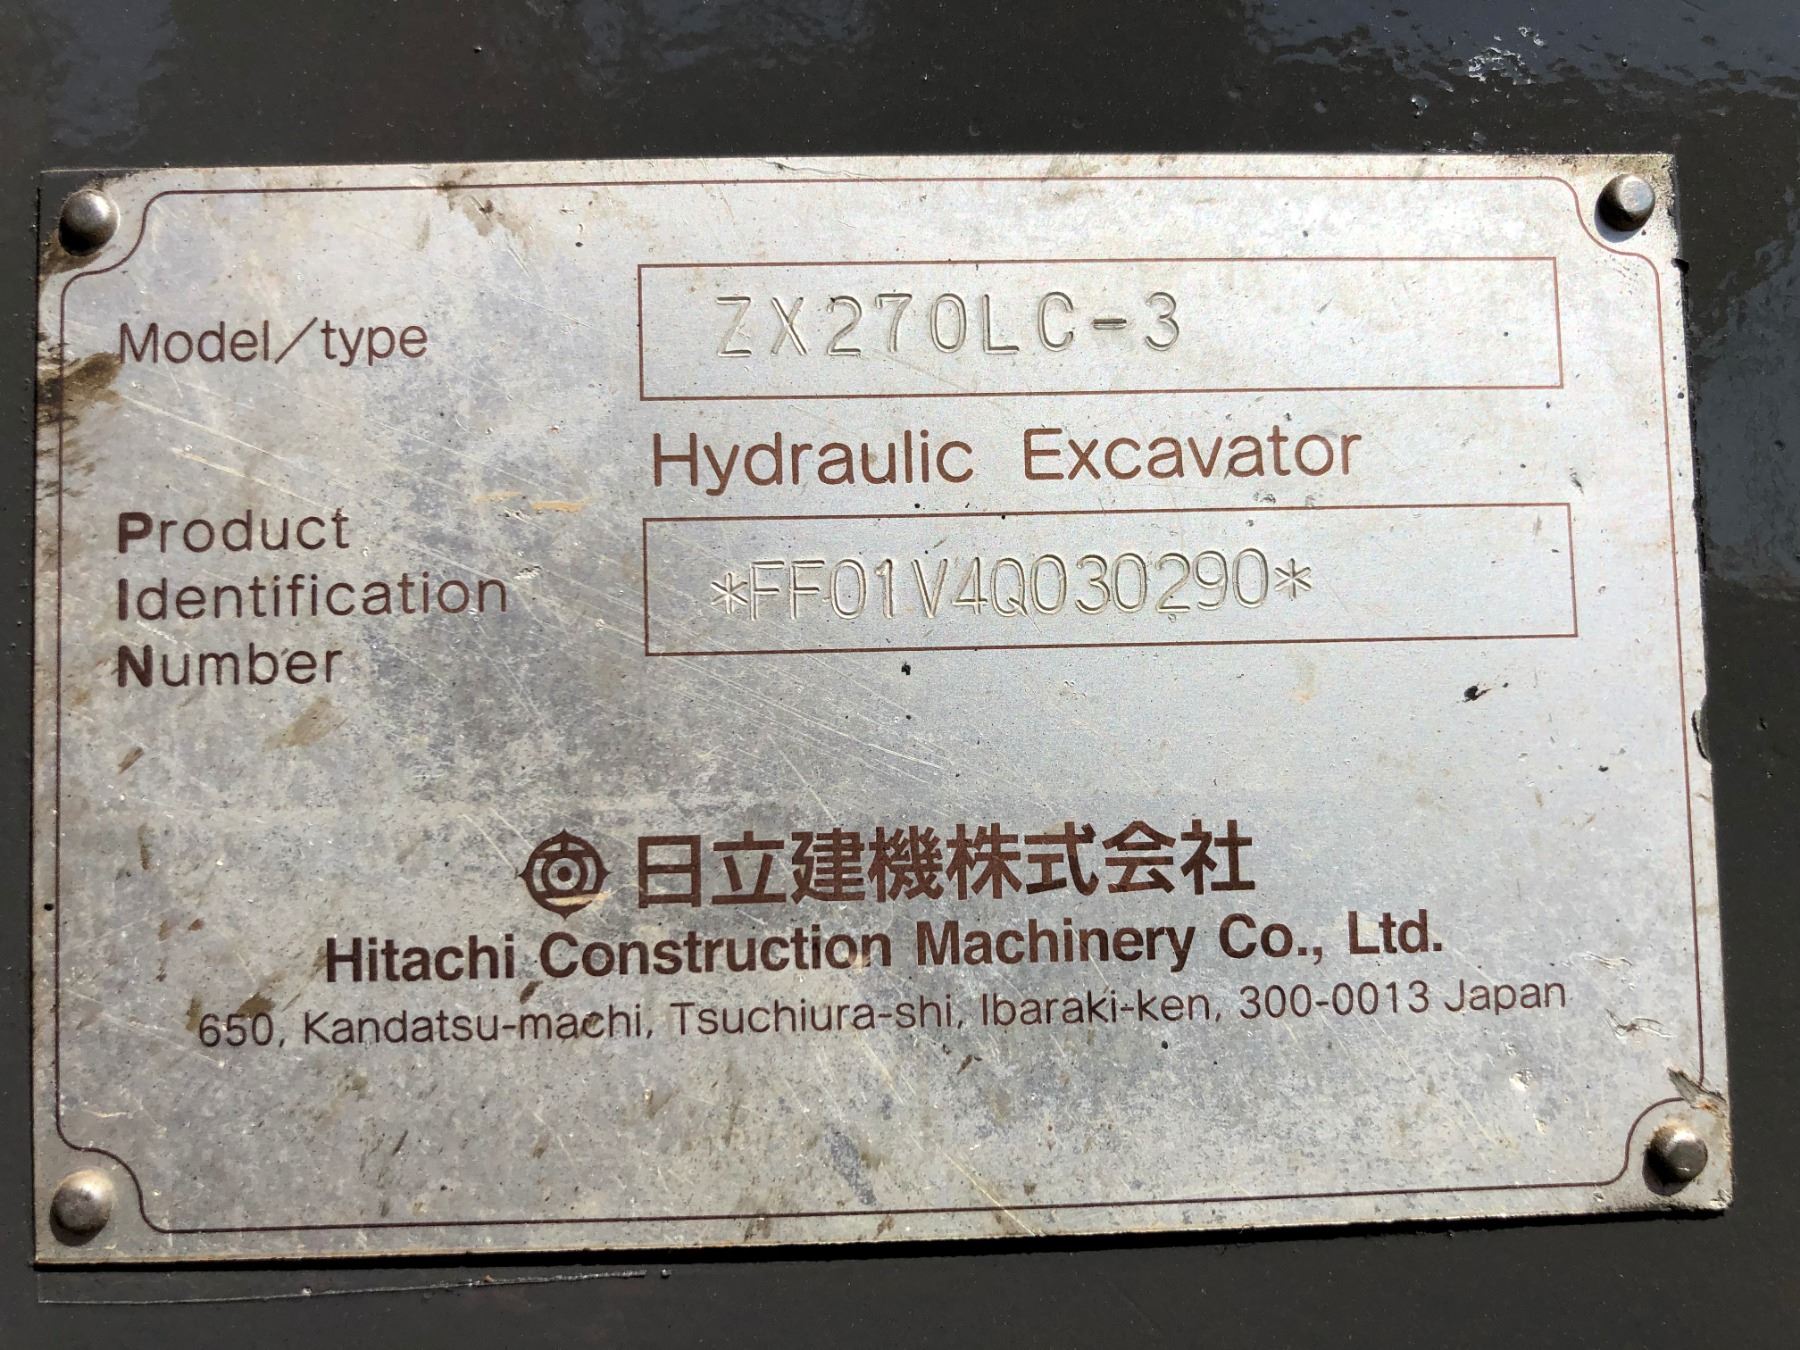 Model/type ZX270LC-3
Hydraulic Excavator
Product
Identification *FF01V4Q030290*
Number
日立建機株式会社
Hitachi Construction Machinery Co., Ltd.
650, Kandatsu-machi, Tsuchiura-shi, Ibaraki-ken, 300-0013 Japan